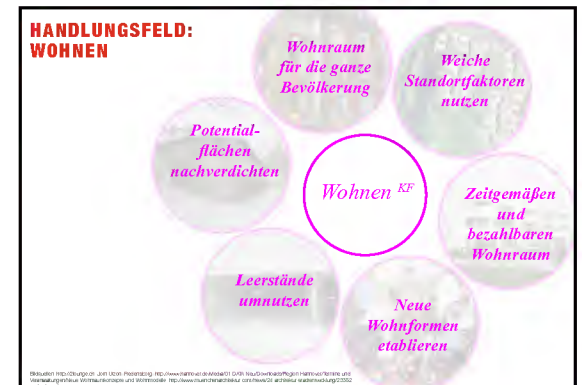 HANDLUNGSFELD:
WOHNEN
Wohnraum
für die ganze
Bevölkerung
Weiche
Standortfaktoren
nutzen
Potential-
flächen
nachverdichten
Wohnen KF
Zeitgemäßen
und
bezahlbaren
Wohnraum
Leerstände
umnutzen
Neue
Wohnformen
etablieren